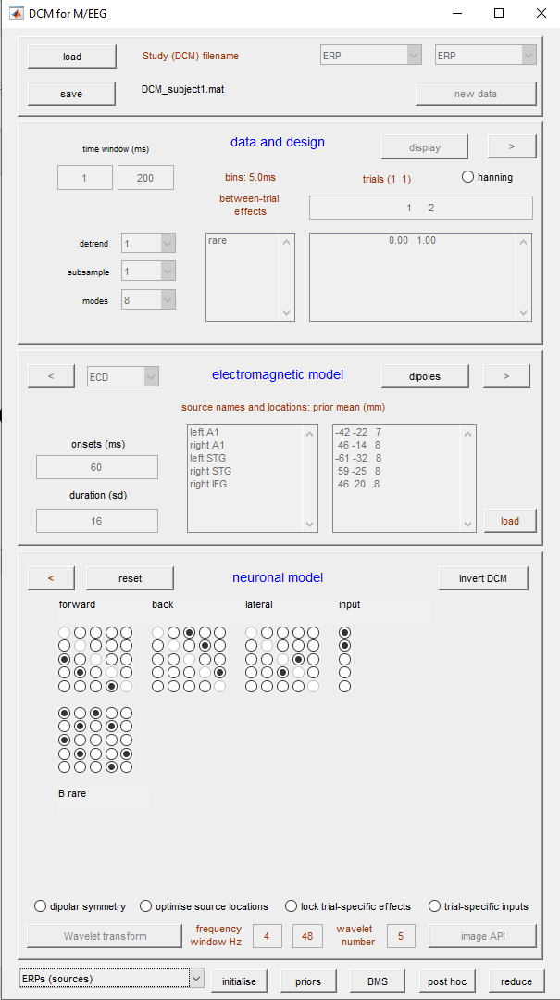 DCM for M/EEG
load
Study (DCM) filename
ERP
ERP
save
DCM_subject1.mat
new data
time window (ms)
data and design
display
>
1
200
bins: 5.0ms
trials (1 1)
hanning
between-trial
effects
1 2
detrend
1
rare
0.00 1.00
subsample
1
modes
8
<
ECD
electromagnetic model
dipoles
>
source names and locations: prior mean (mm)
onsets (ms)
60
duration (sd)
16
left A1
right A1
left STG
right STG
right IFG
-42 -22 7
46 -14 8
-61 -32 8
59 -25 8
46 20 8
load
<
reset
neuronal model
invert DCM
forward
back
lateral
input
B rare
dipolar symmetry
optimise source locations
lock trial-specific effects
trial-specific inputs
Wavelet transform
frequency
window Hz
4
48
wavelet
number
5
image API
ERPs (sources)
initialise
priors
BMS
post hoc
reduce